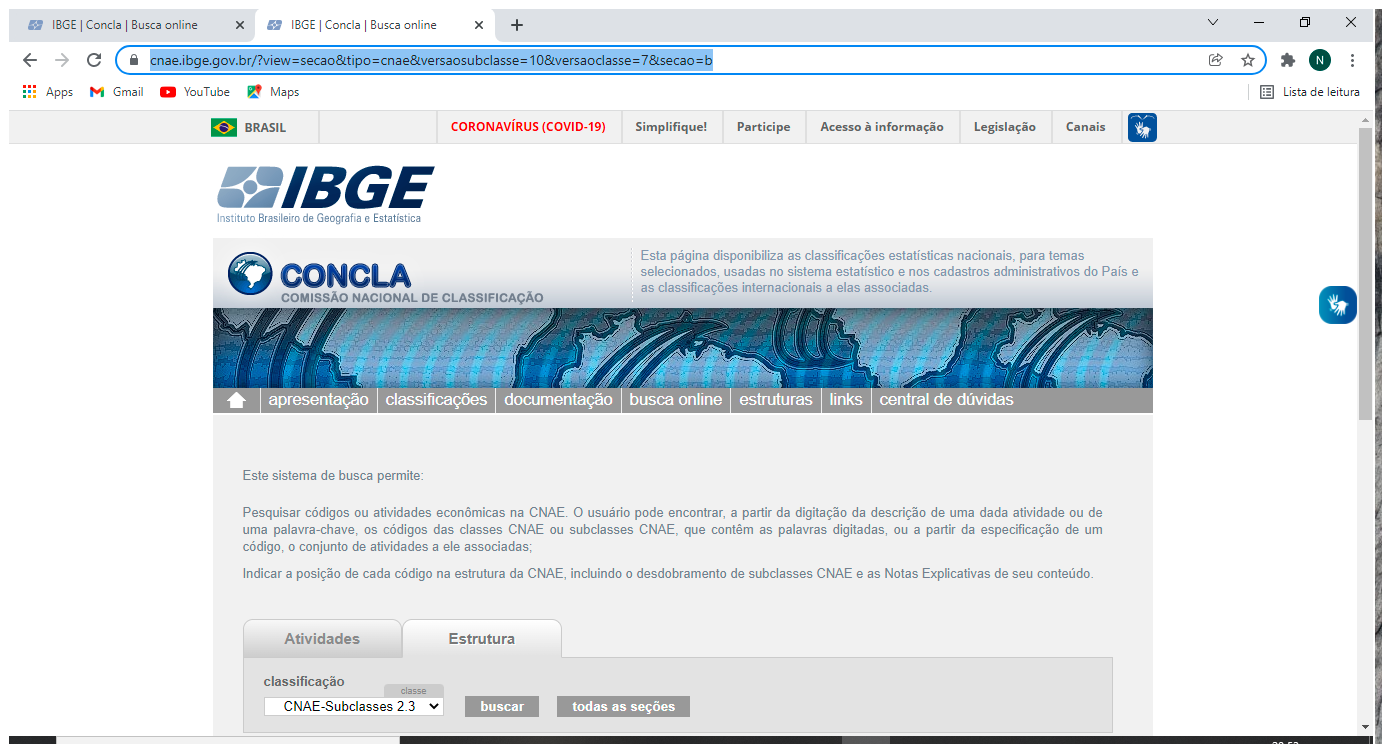 IBGE | Concla | Busca online
IBGE | Concla | Busca online
cnae.ibge.gov.br/?view=secao&tipo=cnae&versaosubclasse=10&versaoclasse=7&secao=b
N
Apps
Gmail
YouTube
Maps
Lista de leitura
BRASIL
CORONAVÍRUS (COVID-19)
Simplifique!
Participe
Acesso à informação
Legislação
Canais
IBGE
Instituto Brasileiro de Geografia e Estatística
CONCLA
COMISSÃO NACIONAL DE CLASSIFICAÇÃO
Esta página disponibiliza as classificações estatísticas nacionais, para temas
selecionados, usadas no sistema estatístico e nos cadastros administrativos do País e
as classificações internacionais a elas associadas.
apresentação
classificações
documentação
busca online
estruturas
links
central de dúvidas
Este sistema de busca permite:
Pesquisar códigos ou atividades econômicas na CNAE. O usuário pode encontrar, a partir da digitação da descrição de uma dada atividade ou de
uma palavra-chave, os códigos das classes CNAE ou subclasses CNAE, que contêm as palavras digitadas, ou a partir da especificação de um
código, o conjunto de atividades a ele associadas;
Indicar a posição de cada código na estrutura da CNAE, incluindo o desdobramento de subclasses CNAE e as Notas Explicativas de seu conteúdo.
Atividades
Estrutura
classificação
classe
CNAE-Subclasses 2.3
buscar
todas as seções